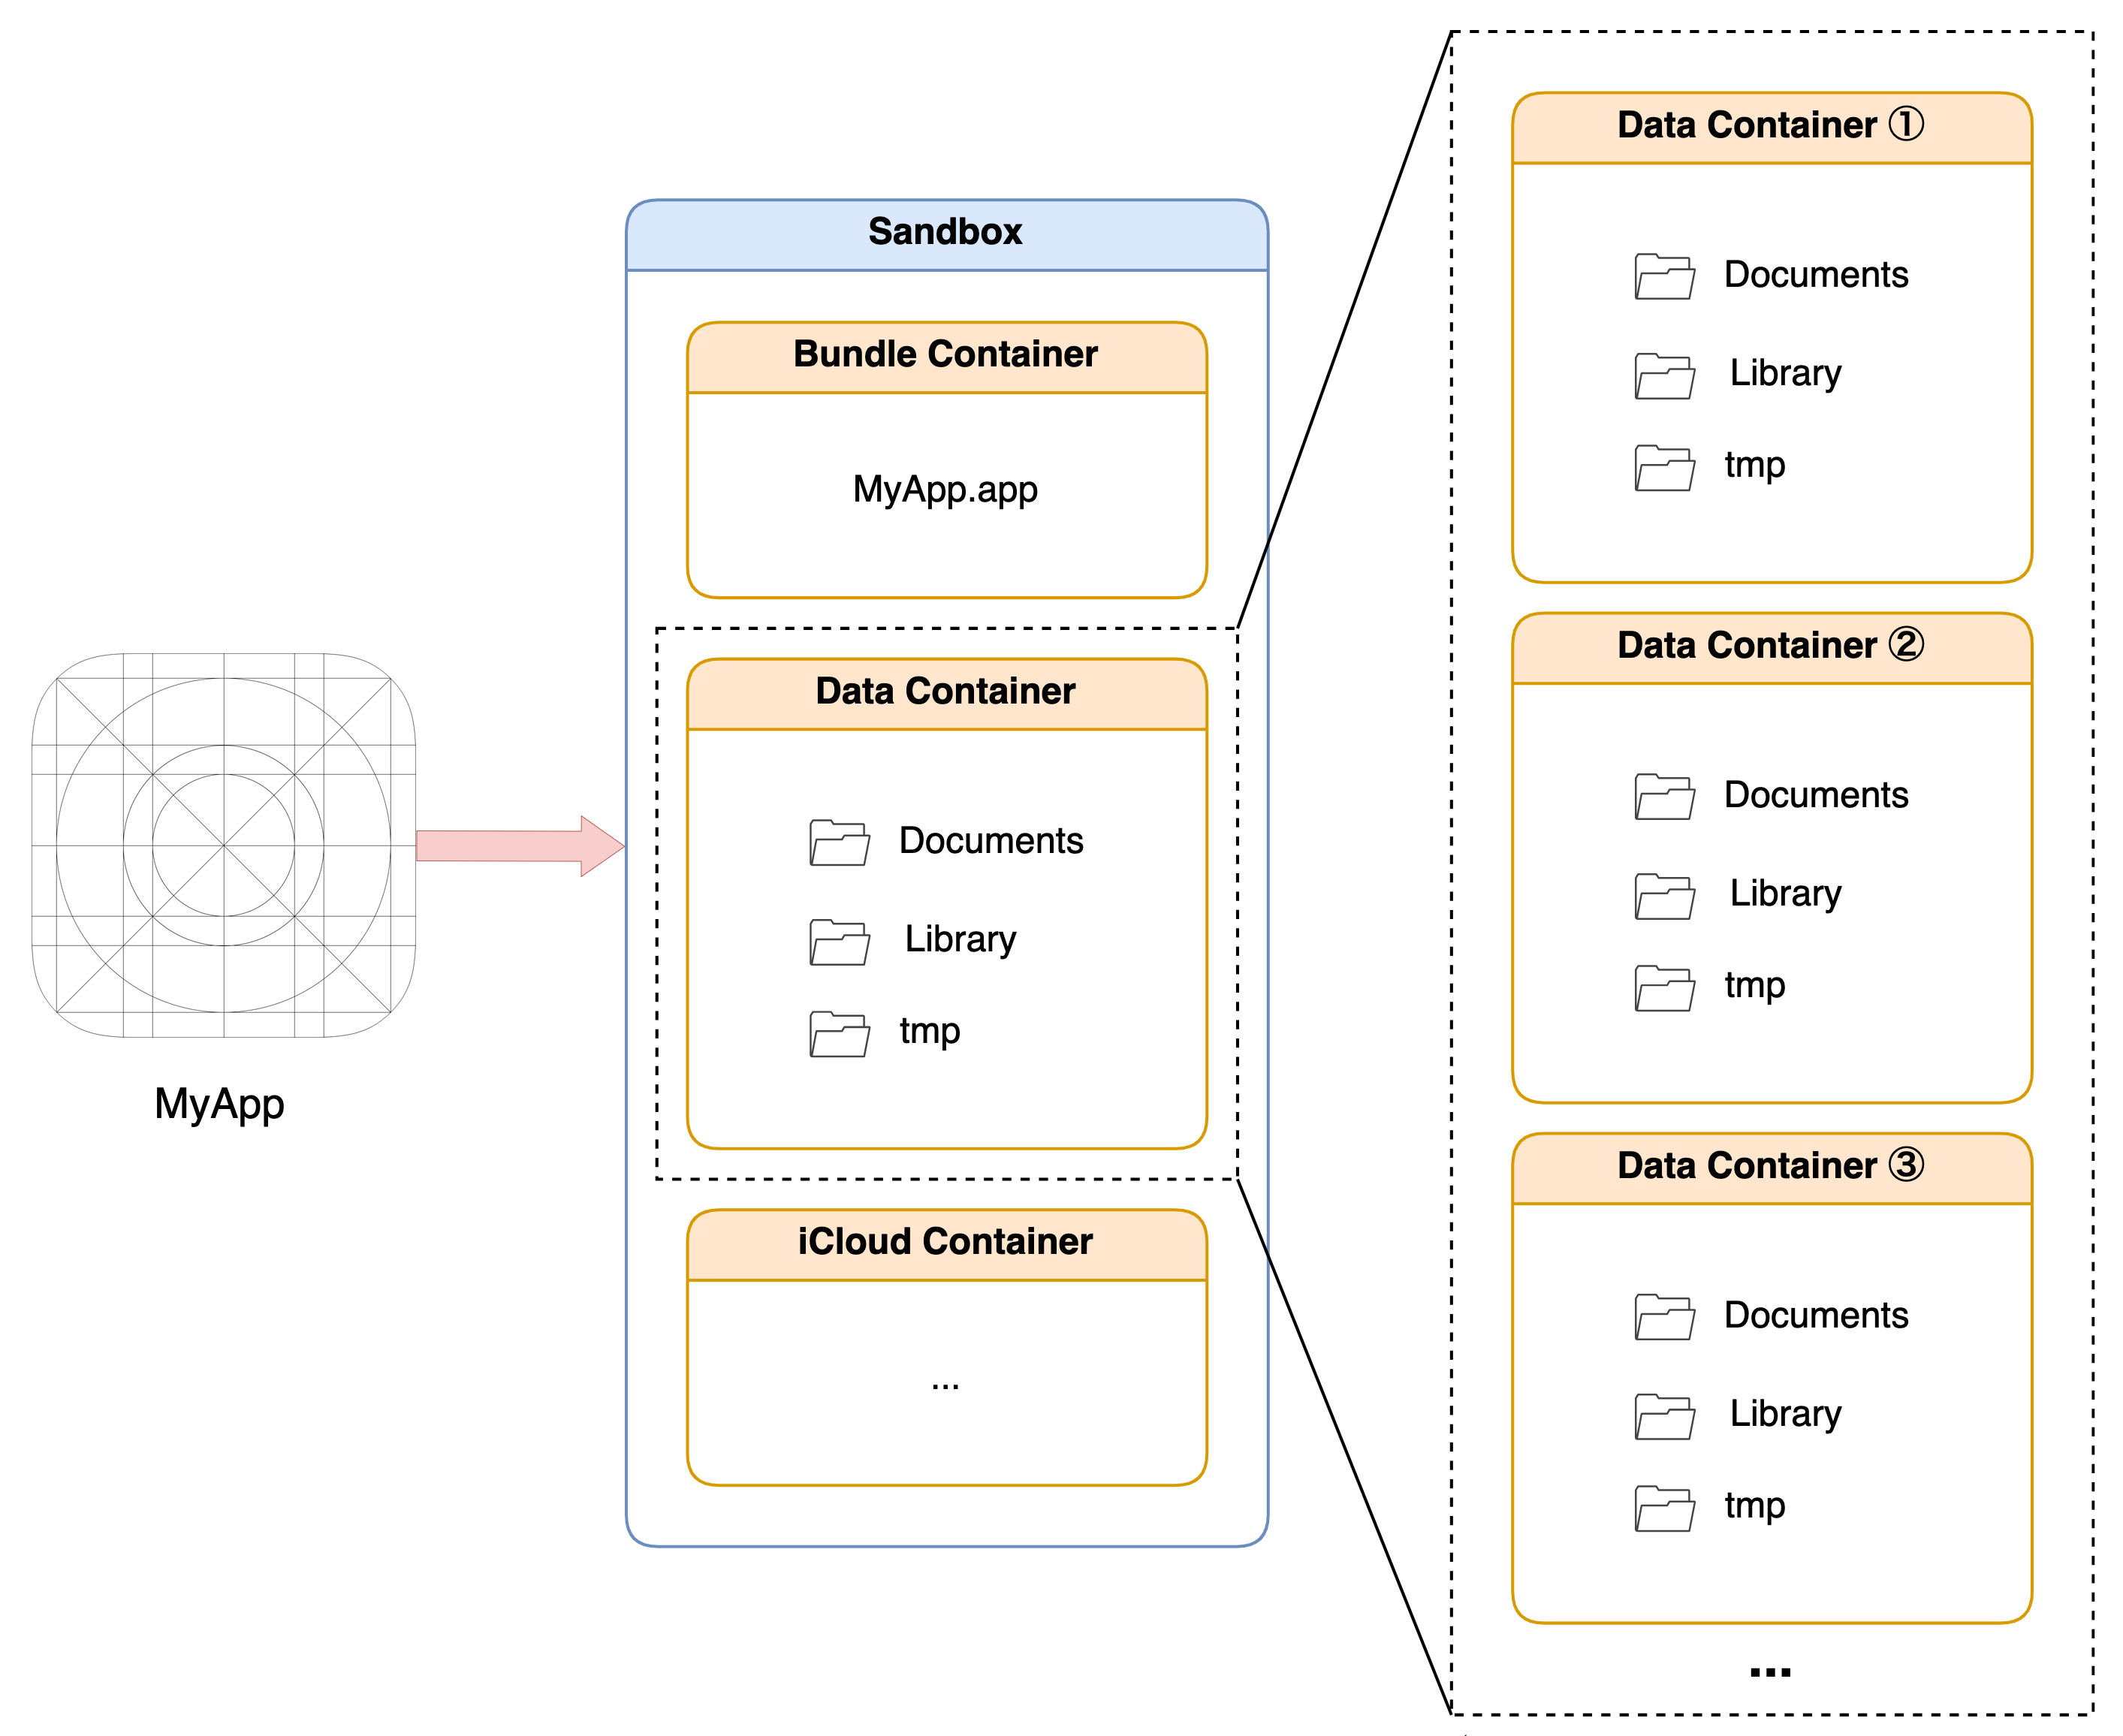 MyApp
Sandbox
Bundle Container
MyApp.app
Data Container
Documents
Library
tmp
iCloud Container
...
Data Container ①
Documents
Library
tmp
Data Container ②
Documents
Library
tmp
Data Container ③
Documents
Library
tmp
...